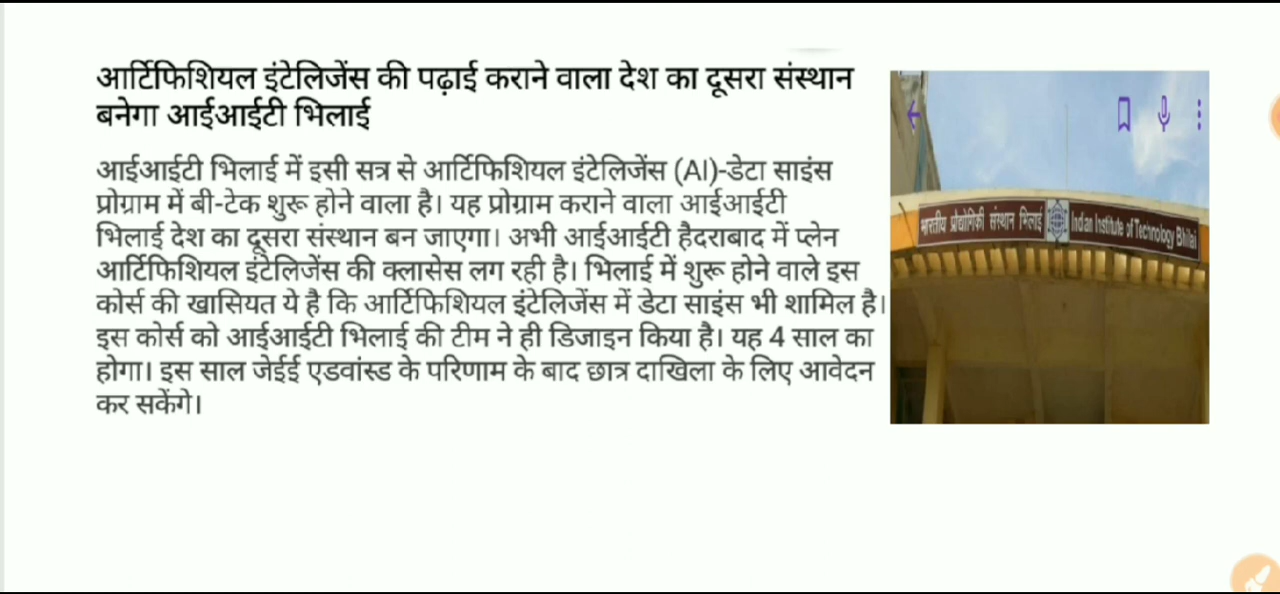 आर्टिफिशियल इंटेलिजेंस की पढ़ाई कराने वाला देश का दूसरा संस्थान
बनेगा आईआईटी भिलाई
आईआईटी भिलाई में इसी सत्र से आर्टिफिशियल इंटेलिजेंस (AI)-डेटा साइंस
प्रोग्राम में बी-टेक शुरू होने वाला है। यह प्रोग्राम कराने वाला आईआईटी
भिलाई देश का दूसरा संस्थान बन जाएगा। अभी आईआईटी हैदराबाद में प्लेन
आर्टिफिशियल इंटेलिजेंस की क्लासेस लग रही है। भिलाई में शुरू होने वाले इस
कोर्स की खासियत ये है कि आर्टिफिशियल इंटेलिजेंस में डेटा साइंस भी शामिल है।
इस कोर्स को आईआईटी भिलाई की टीम ने ही डिजाइन किया है। यह 4 साल का
होगा। इस साल जेईई एडवांस्ड के परिणाम के बाद छात्र दाखिला के लिए आवेदन
कर सकेंगे।
भारतीय प्रौद्योगिकी संस्थान भिलाई Indian Institute of Technology Bhilai